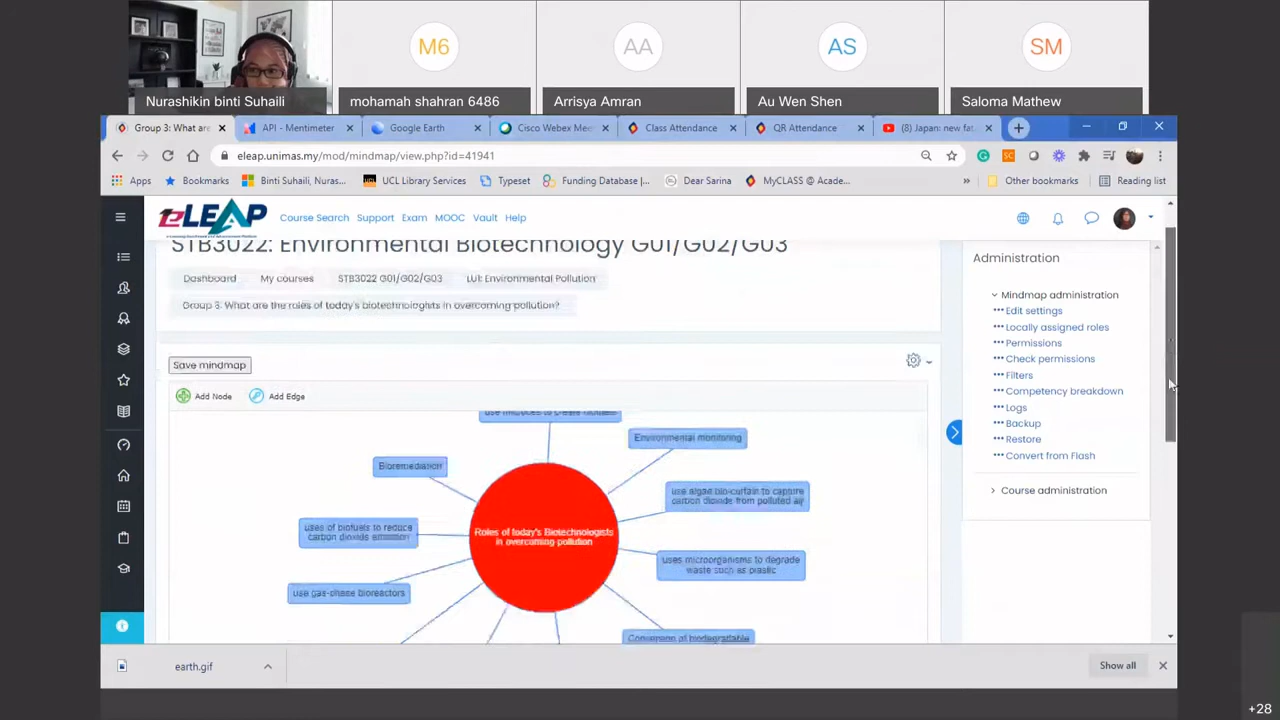 M6
AA
AS
SM
Nurashikin binti Suhaili
mohamah shahran 6486
Arrisya Amran
Au Wen Shen
Saloma Mathew
Group 3: What are
API - Mentimeter
Google Earth
Cisco Webex Mee
Class Attendance
QR Attendance
(8) Japan: new fat
eleap.unimas.my/mod/mindmap/view.php?id=41941
Apps
Bookmarks
Binti Suhaili, Nuras...
UCL Library Services
Typeset
Funding Database |...
Dear Sarina
MyCLASS @ Acade...
»
Other bookmarks
Reading list
eLEAP
Course Search
Support
Exam
MOOC
Vault
Help
STB3022: Environmental Biotechnology G01/G02/G03
Dashboard
My courses
STB3022 G01/G02/G03
LU1: Environmental Pollution
Group 3: What are the roles of today's biotechnologists in overcoming pollution?
Save mindmap
Add Node
Add Edge
use microbes to create
Environmental monitoring
Bioremediation
use algae bio-curtain to capture
carbon dioxide from polluted air
Roles of today's Biotechnologists
in overcoming pollution
uses of biofuels to reduce
carbon dioxide emission
uses microorganisms to degrade
waste such as plastic
use gas-phase bioreactors
Conversion of biodegradable
Administration
Mindmap administration
Edit settings
Locally assigned roles
Permissions
Check permissions
Filters
Competency breakdown
Logs
Backup
Restore
Convert from Flash
Course administration
earth.gif
Show all
+28